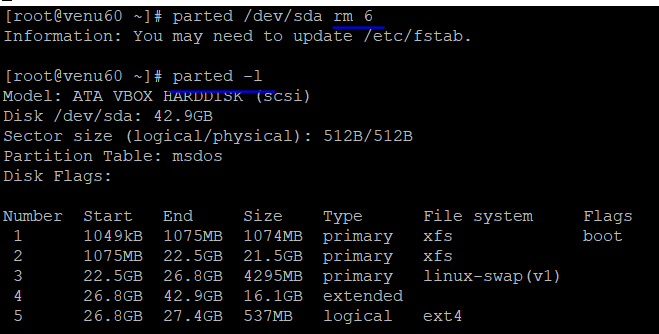 [root@venu60 ~]# parted /dev/sda rm 6
Information: You may need to update /etc/fstab.
[root@venu60 ~]# parted -l
Model: ATA VBOX HARDDISK (scsi)
Disk /dev/sda: 42.9GB
Sector size (logical/physical): 512B/512B
Partition Table: msdos
Disk Flags:
Number  Start   End     Size    Type      File system     Flags
 1      1049kB  1075MB  1074MB  primary   xfs             boot
 2      1075MB  22.5GB  21.5GB  primary   xfs
 3      22.5GB  26.8GB  4295MB  primary   linux-swap(v1)
 4      26.8GB  42.9GB  16.1GB  extended
 5      26.8GB  27.4GB  537MB   logical   ext4